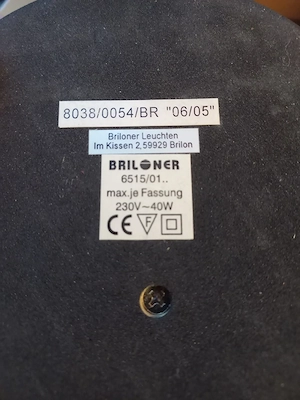 8038/0054/BR "06/05"
Briloner Leuchten
Im Kissen 2,59929 Brilon
BRILONER
6515/01..
max.je Fassung
230V~40W
CE F